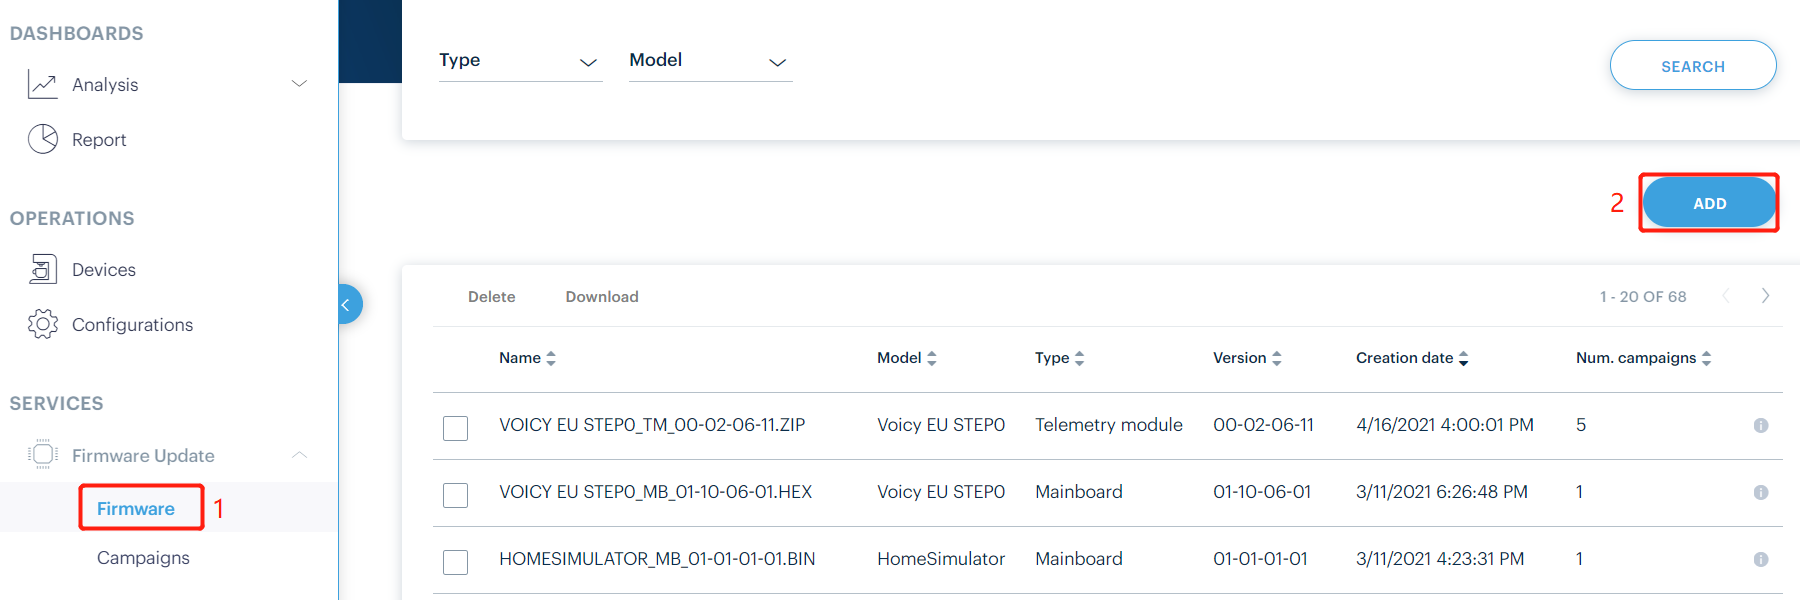 DASHBOARDS
Analysis
Report
OPERATIONS
Devices
Configurations
SERVICES
Firmware Update
Firmware 1
Campaigns
Type Model SEARCH
2 ADD
Delete Download 1 - 20 OF 68
Name Model Type Version Creation date Num. campaigns
VOICY EU STEP0_TM_00-02-06-11.ZIP Voicy EU STEP0 Telemetry module 00-02-06-11 4/16/2021 4:00:01 PM 5
VOICY EU STEP0_MB_01-10-06-01.HEX Voicy EU STEP0 Mainboard 01-10-06-01 3/11/2021 6:26:48 PM 1
HOMESIMULATOR_MB_01-01-01-01.BIN HomeSimulator Mainboard 01-01-01-01 3/11/2021 4:23:31 PM 1